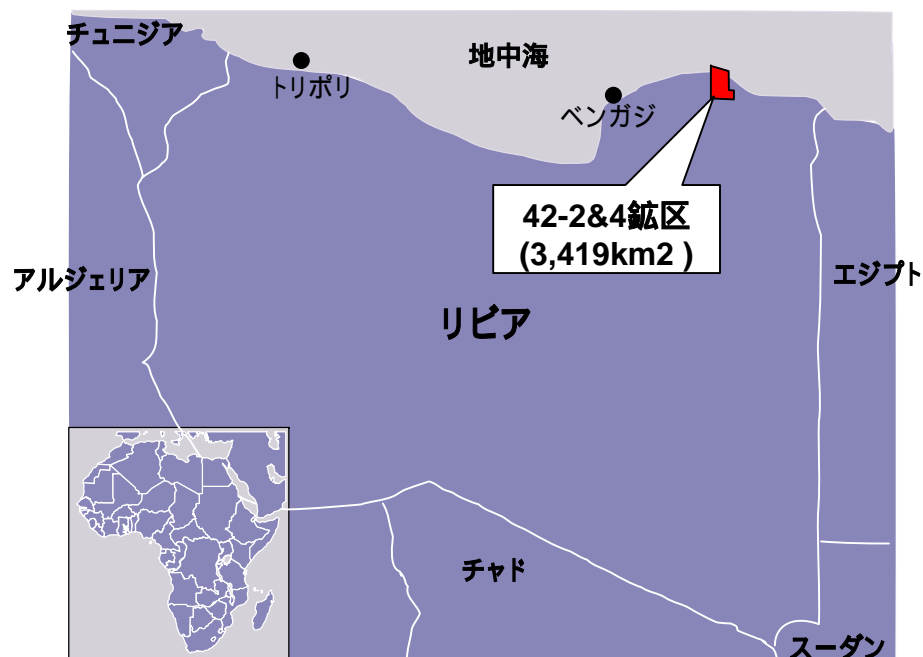 チュニジア
地中海
トリポリ
ベンガジ
42-2&4鉱区
(3,419km2 )
アルジェリア
エジプト
リビア
チャド
スーダン